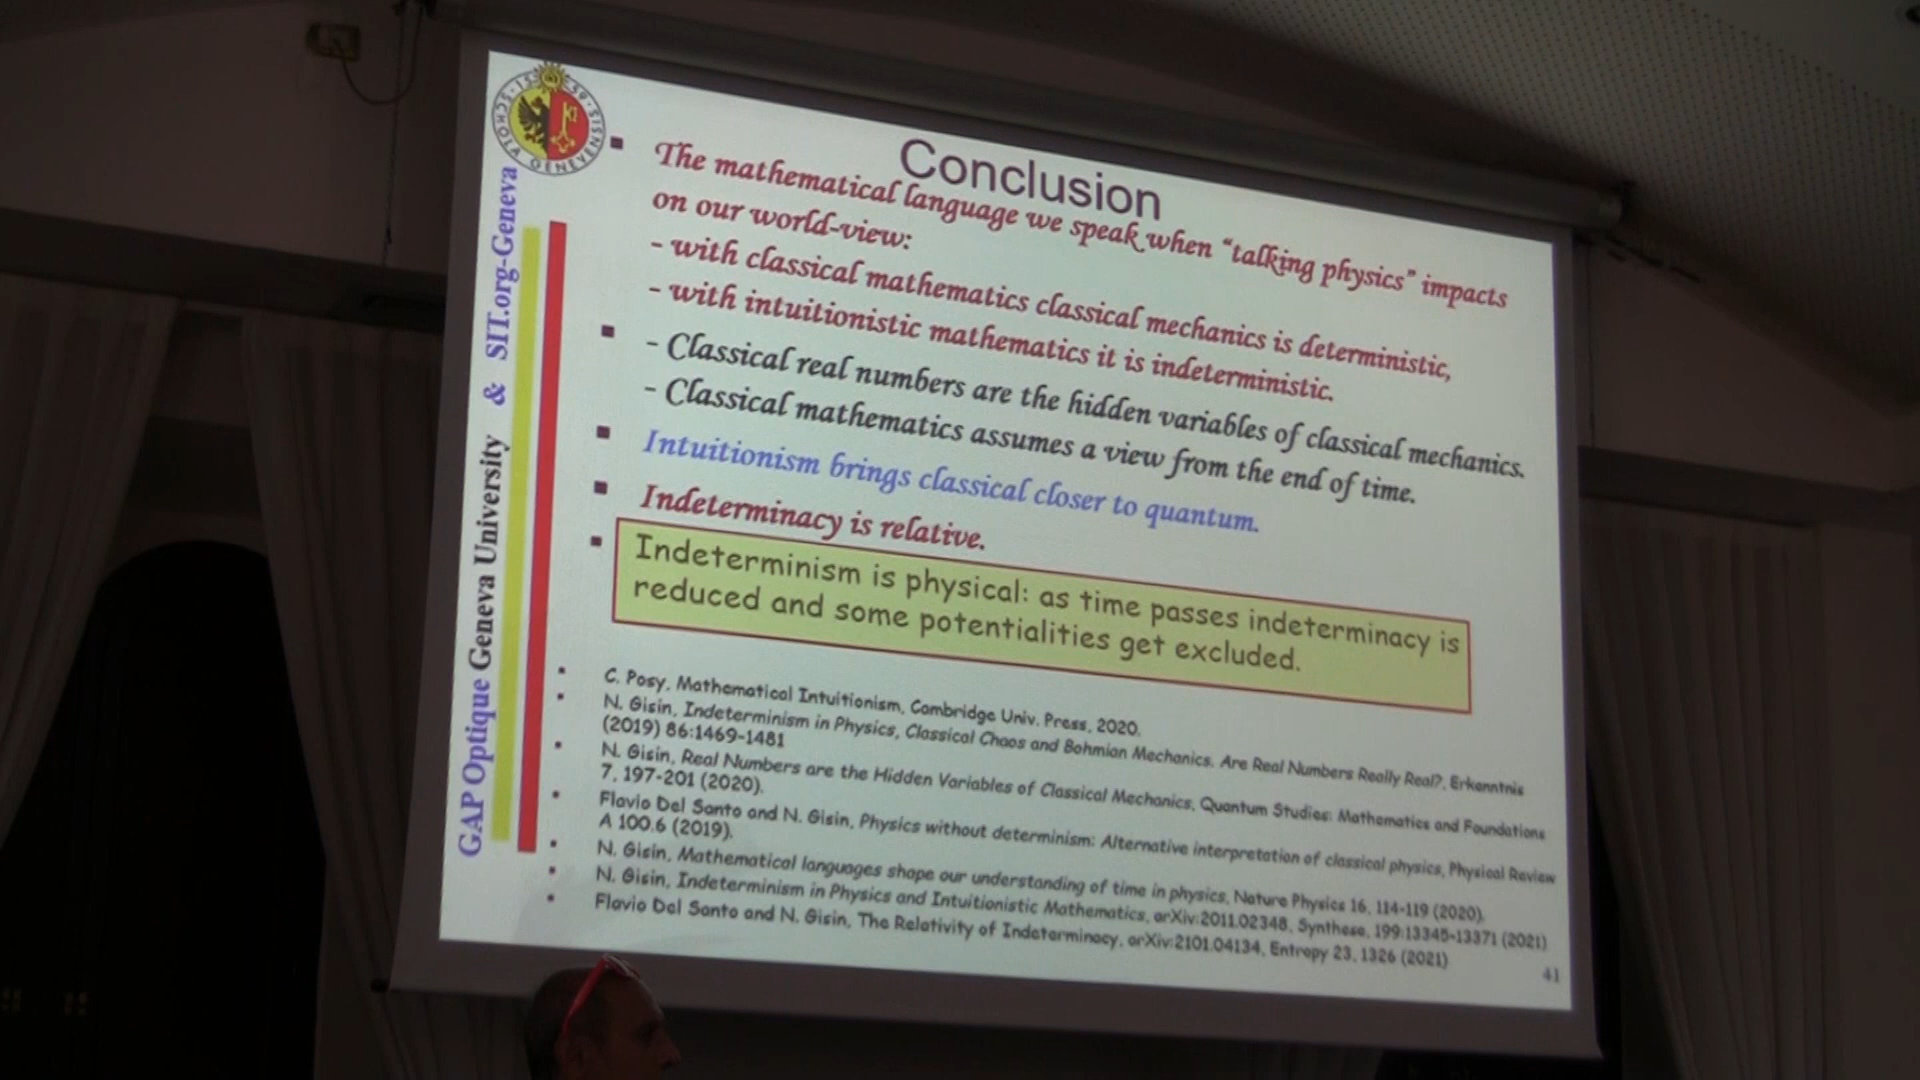 SCHOLA GENEVENSIS 1559
GAP Optique Geneva University & SIT.org-Geneva
Conclusion
▪ The mathematical language we speak when “talking physics” impacts
on our world-view:
- with classical mathematics classical mechanics is deterministic,
- with intuitionistic mathematics it is indeterministic.
▪ - Classical real numbers are the hidden variables of classical mechanics.
- Classical mathematics assumes a view from the end of time.
▪ Intuitionism brings classical closer to quantum.
▪ Indeterminacy is relative.
▪ Indeterminism is physical: as time passes indeterminacy is
reduced and some potentialities get excluded.
• C. Posy, Mathematical Intuitionism, Cambridge Univ. Press, 2020.
• N. Gisin, Indeterminism in Physics, Classical Chaos and Bohmian Mechanics. Are Real Numbers Really Real?, Erkenntnis
(2019) 86:1469-1481
• N. Gisin, Real Numbers are the Hidden Variables of Classical Mechanics, Quantum Studies: Mathematics and Foundations
7, 197-201 (2020).
• Flavio Del Santo and N. Gisin, Physics without determinism: Alternative interpretation of classical physics, Physical Review
A 100.6 (2019).
• N. Gisin, Mathematical languages shape our understanding of time in physics, Nature Physics 16, 114-119 (2020).
• N. Gisin, Indeterminism in Physics and Intuitionistic Mathematics, arXiv:2011.02348, Synthese, 199:13345-13371 (2021)
• Flavio Del Santo and N. Gisin, The Relativity of Indeterminacy, arXiv:2101.04134, Entropy 23, 1326 (2021)
41